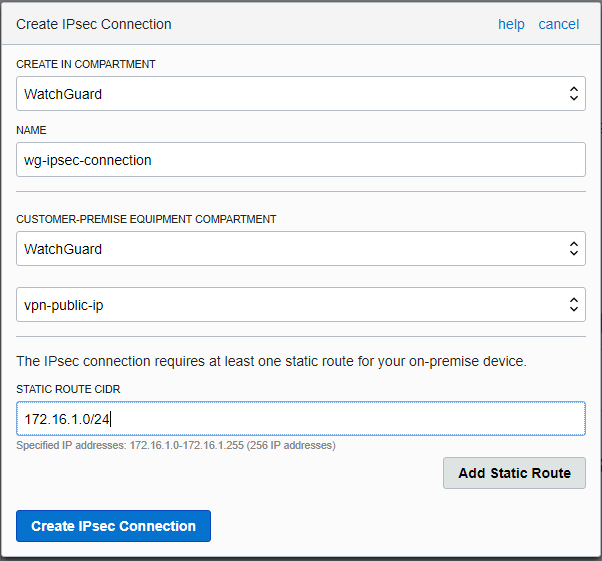 Create IPsec Connection help cancel
CREATE IN COMPARTMENT
WatchGuard
NAME
wg-ipsec-connection
CUSTOMER-PREMISE EQUIPMENT COMPARTMENT
WatchGuard
vpn-public-ip
The IPsec connection requires at least one static route for your on-premise device.
STATIC ROUTE CIDR
172.16.1.0/24
Specified IP addresses: 172.16.1.0-172.16.1.255 (256 IP addresses)
Add Static Route
Create IPsec Connection